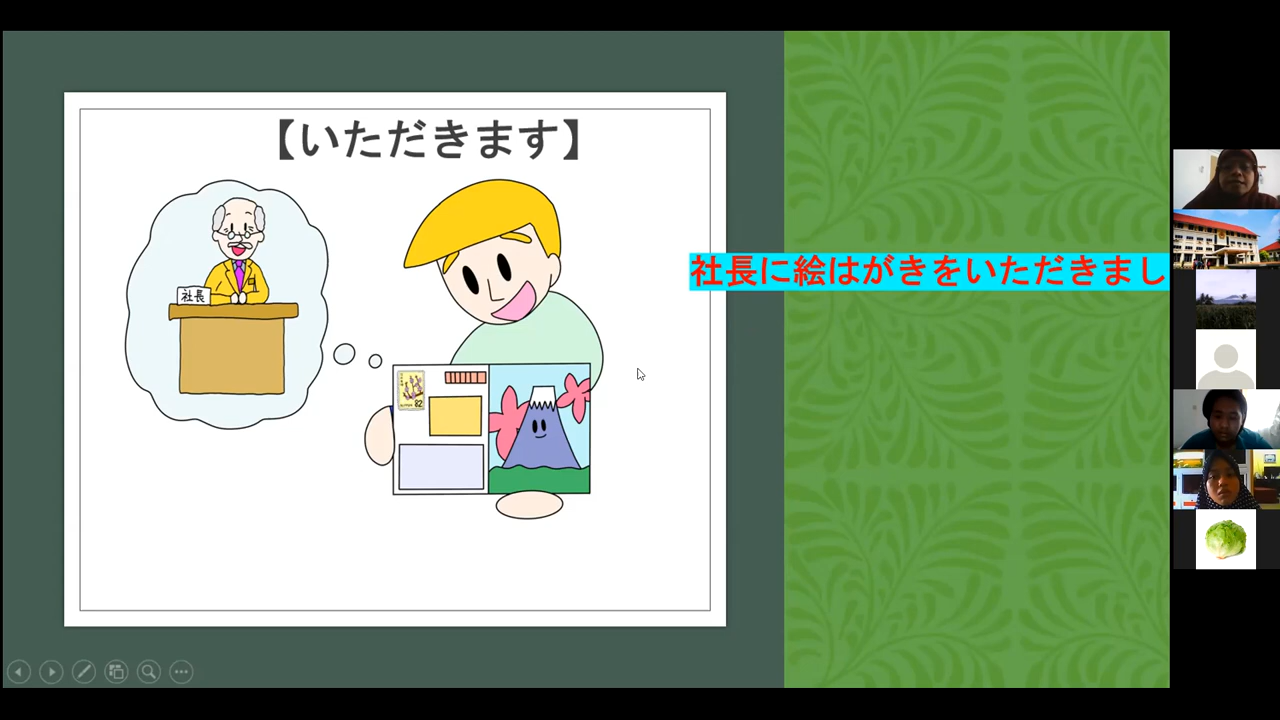 【いただきます】
社長に絵はがきをいただきまし
社長
82